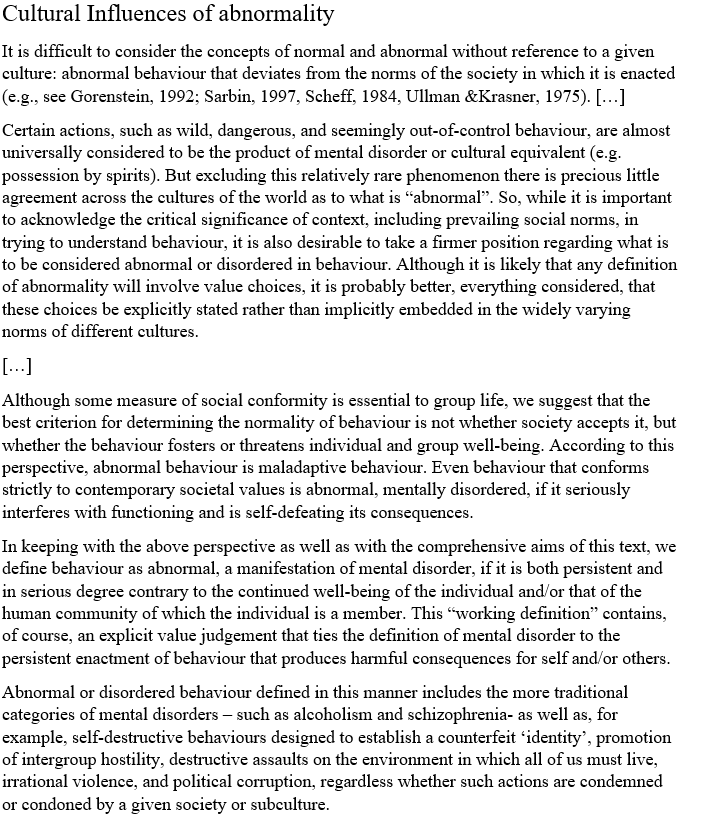 Cultural Influences of abnormality
It is difficult to consider the concepts of normal and abnormal without reference to a given
culture: abnormal behaviour that deviates from the norms of the society in which it is enacted
(e.g., see Gorenstein, 1992; Sarbin, 1997, Scheff, 1984, Ullman &Krasner, 1975). […]
Certain actions, such as wild, dangerous, and seemingly out-of-control behaviour, are almost
universally considered to be the product of mental disorder or cultural equivalent (e.g.
possession by spirits). But excluding this relatively rare phenomenon there is precious little
agreement across the cultures of the world as to what is “abnormal”. So, while it is important
to acknowledge the critical significance of context, including prevailing social norms, in
trying to understand behaviour, it is also desirable to take a firmer position regarding what is
to be considered abnormal or disordered in behaviour. Although it is likely that any definition
of abnormality will involve value choices, it is probably better, everything considered, that
these choices be explicitly stated rather than implicitly embedded in the widely varying
norms of different cultures.
[…]
Although some measure of social conformity is essential to group life, we suggest that the
best criterion for determining the normality of behaviour is not whether society accepts it, but
whether the behaviour fosters or threatens individual and group well-being. According to this
perspective, abnormal behaviour is maladaptive behaviour. Even behaviour that conforms
strictly to contemporary societal values is abnormal, mentally disordered, if it seriously
interferes with functioning and is self-defeating its consequences.
In keeping with the above perspective as well as with the comprehensive aims of this text, we
define behaviour as abnormal, a manifestation of mental disorder, if it is both persistent and
in serious degree contrary to the continued well-being of the individual and/or that of the
human community of which the individual is a member. This “working definition” contains,
of course, an explicit value judgement that ties the definition of mental disorder to the
persistent enactment of behaviour that produces harmful consequences for self and/or others.
Abnormal or disordered behaviour defined in this manner includes the more traditional
categories of mental disorders – such as alcoholism and schizophrenia- as well as, for
example, self-destructive behaviours designed to establish a counterfeit ‘identity’, promotion
of intergroup hostility, destructive assaults on the environment in which all of us must live,
irrational violence, and political corruption, regardless whether such actions are condemned
or condoned by a given society or subculture.